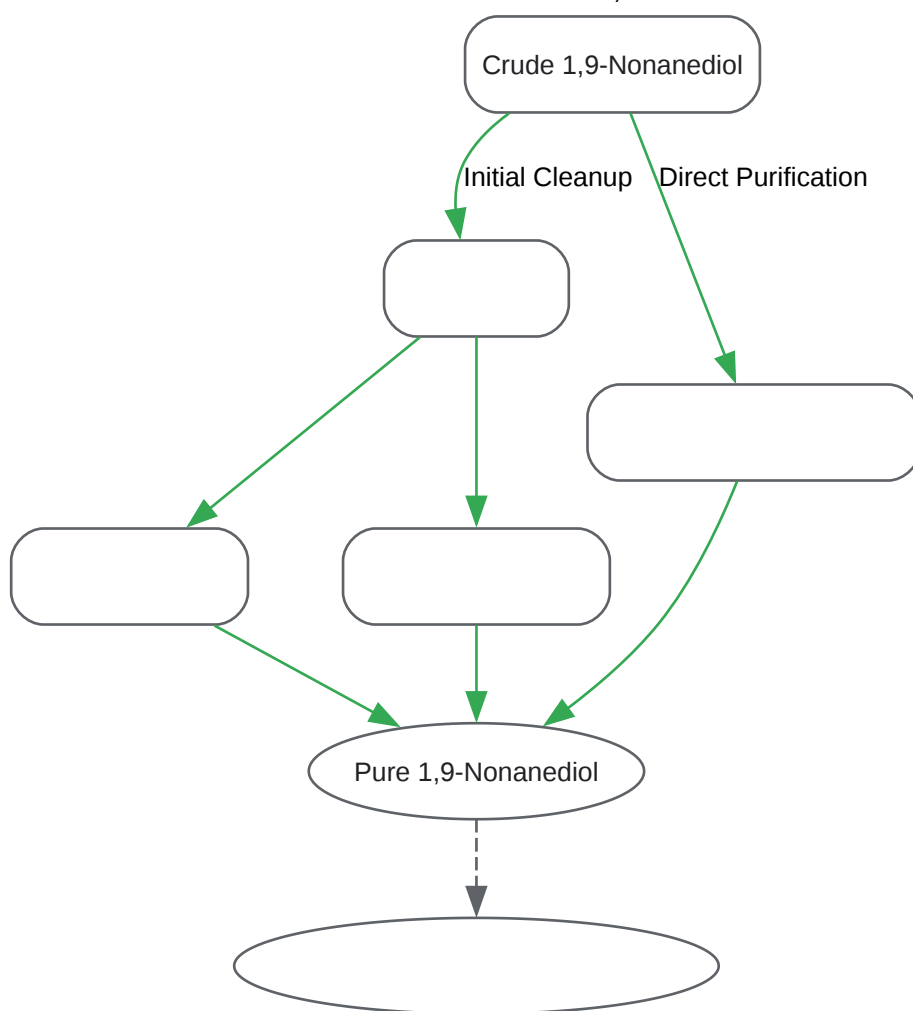 Crude 1,9-Nonanediol
Initial Cleanup
Direct Purification
Pure 1,9-Nonanediol